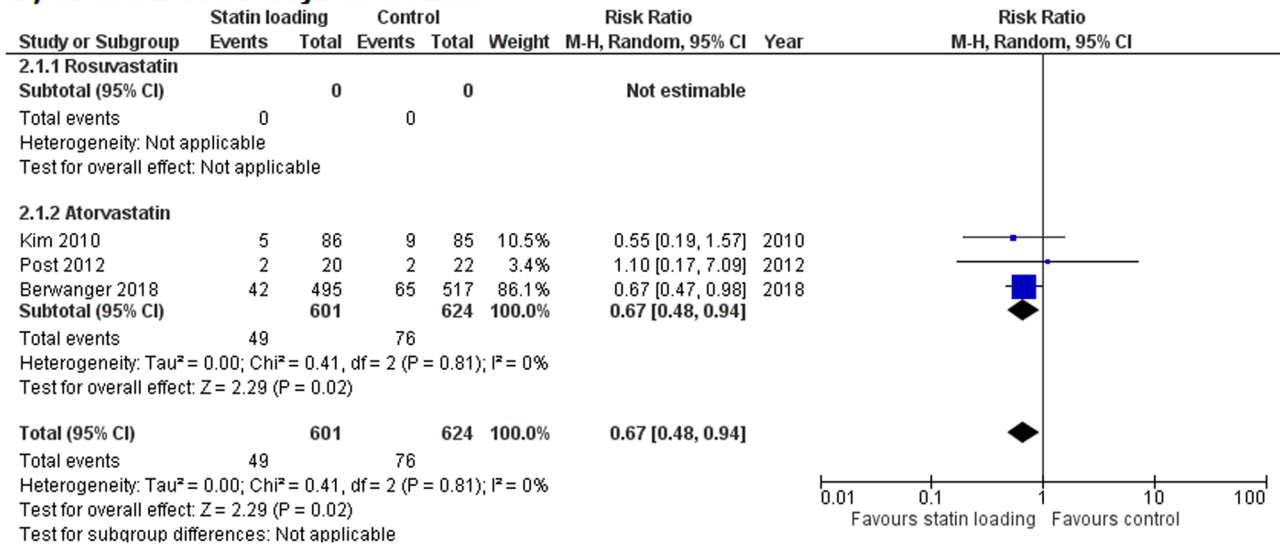 Statin loading Control Risk Ratio Risk Ratio
Study or Subgroup Events Total Events Total Weight M-H, Random, 95% CI Year M-H, Random, 95% CI
2.1.1 Rosuvastatin
Subtotal (95% CI) 0 0 Not estimable
Total events 0 0
Heterogeneity: Not applicable
Test for overall effect: Not applicable
2.1.2 Atorvastatin
Kim 2010 5 86 9 85 10.5% 0.55 [0.19, 1.57] 2010
Post 2012 2 20 2 22 3.4% 1.10 [0.17, 7.09] 2012
Berwanger 2018 42 495 65 517 86.1% 0.67 [0.47, 0.98] 2018
Subtotal (95% CI) 601 624 100.0% 0.67 [0.48, 0.94]
Total events 49 76
Heterogeneity: Tau² = 0.00; Chi² = 0.41, df = 2 (P = 0.81); I² = 0%
Test for overall effect: Z = 2.29 (P = 0.02)
Total (95% CI) 601 624 100.0% 0.67 [0.48, 0.94]
Total events 49 76
Heterogeneity: Tau² = 0.00; Chi² = 0.41, df = 2 (P = 0.81); I² = 0%
Test for overall effect: Z = 2.29 (P = 0.02)
Test for subgroup differences: Not applicable
0.01 0.1 1 10 100
Favours statin loading Favours control